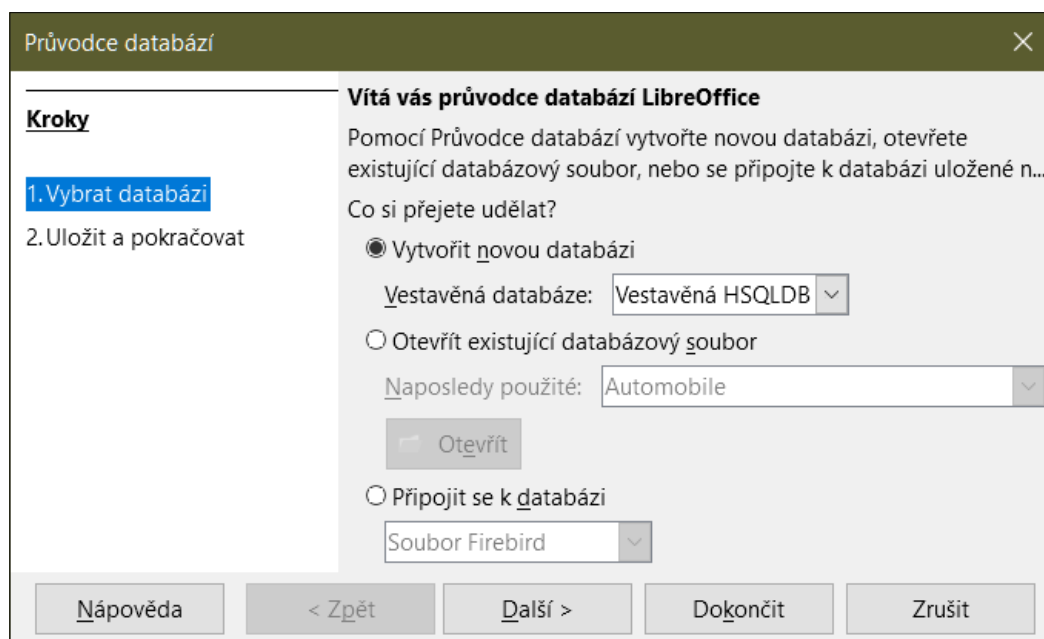 Průvodce databází
Kroky
1. Vybrat databázi
2. Uložit a pokračovat
Vítá vás průvodce databází LibreOffice
Pomocí Průvodce databází vytvořte novou databázi, otevřete
existující databázový soubor, nebo se připojte k databázi uložené n...
Co si přejete udělat?
Vytvořit novou databázi
Vestavěná databáze: Vestavěná HSQLDB
Otevřít existující databázový soubor
Naposledy použité: Automobile
Otevřít
Připojit se k databázi
Soubor Firebird
Nápověda < Zpět Další > Dokončit Zrušit